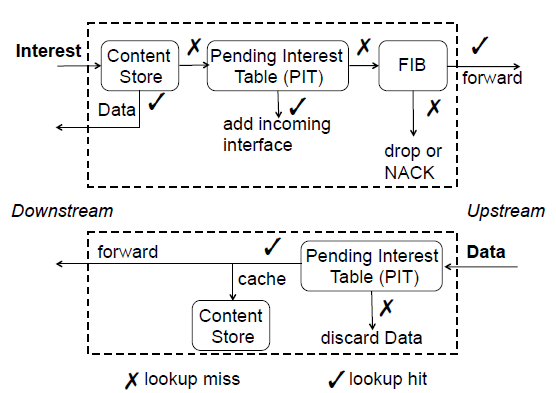 Interest
Content
Store
Pending Interest
Table (PIT)
FIB
forward
Data
add incoming
interface
drop or
NACK
Downstream
Upstream
forward
cache
Content
Store
Pending Interest
Table (PIT)
Data
discard Data
✗ lookup miss
✓ lookup hit